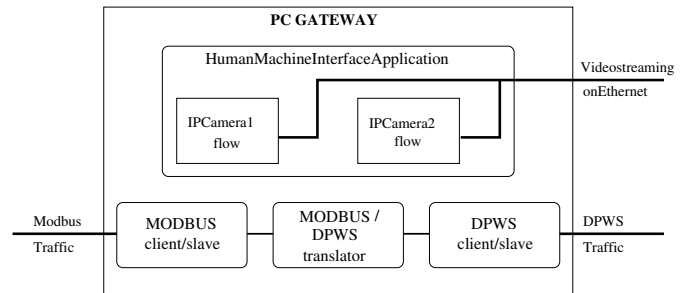 PC GATEWAY
HumanMachineInterfaceApplication
Videostreaming
onEthernet
IPCamera1
flow
IPCamera2
flow
Modbus
Traffic
MODBUS
client/slave
MODBUS /
DPWS
translator
DPWS
client/slave
DPWS
Traffic